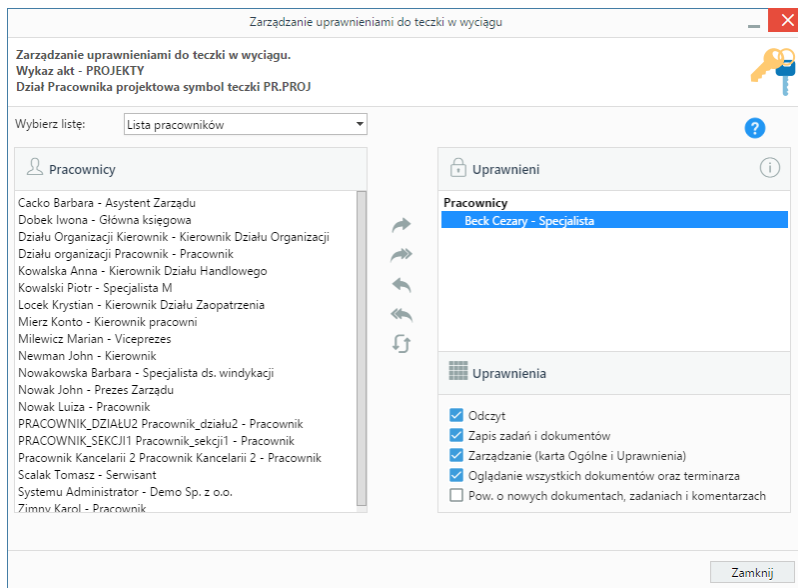 Zarządzanie uprawnieniami do teczki w wyciągu
Zarządzanie uprawnieniami do teczki w wyciągu.
Wykaz akt - PROJEKTY
Dział Pracownika projektowa symbol teczki PR.PROJ
Wybierz listę:
Lista pracowników
?
Pracownicy
Cacko Barbara - Asystent Zarządu
Dobek Iwona - Główna księgowa
Działu Organizacji Kierownik - Kierownik Działu Organizacji
Działu organizacji Pracownik - Pracownik
Kowalska Anna - Kierownik Działu Handlowego
Kowalski Piotr - Specjalista M
Locek Krystian - Kierownik Działu Zaopatrzenia
Mierz Konto - Kierownik pracowni
Milewicz Marian - Viceprezes
Newman John - Kierownik
Nowakowska Barbara - Specjalista ds. windykacji
Nowak John - Prezes Zarządu
Nowak Luiza - Pracownik
PRACOWNIK_DZIAŁU2 Pracownik_działu2 - Pracownik
PRACOWNIK_SEKCJI1 Pracownik_sekcji1 - Pracownik
Pracownik Kancelarii 2 Pracownik Kancelarii 2 - Pracownik
Scalak Tomasz - Serwisant
Systemu Administrator - Demo Sp. z o.o.
Zimny Karol - Pracownik
Uprawnieni
Pracownicy
Beck Cezary - Specjalista
Uprawnienia
Odczyt
Zapis zadań i dokumentów
Zarządzanie (karta Ogólne i Uprawnienia)
Oglądanie wszystkich dokumentów oraz terminarza
Pow. o nowych dokumentach, zadaniach i komentarzach
Zamknij